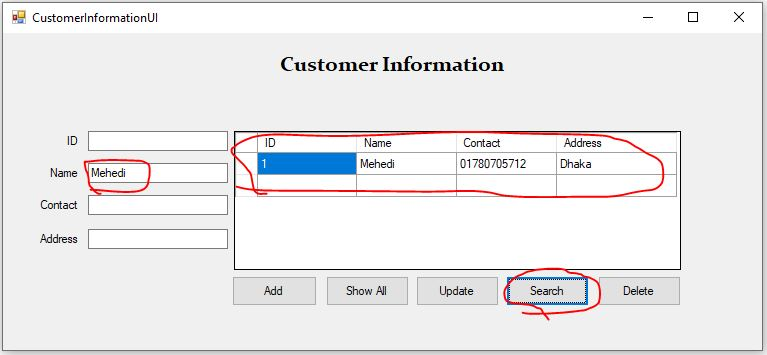 CustomerInformationUI
Customer Information
ID
Name Mehedi
Contact
Address
ID Name Contact Address
1 Mehedi 01780705712 Dhaka
Add Show All Update Search Delete